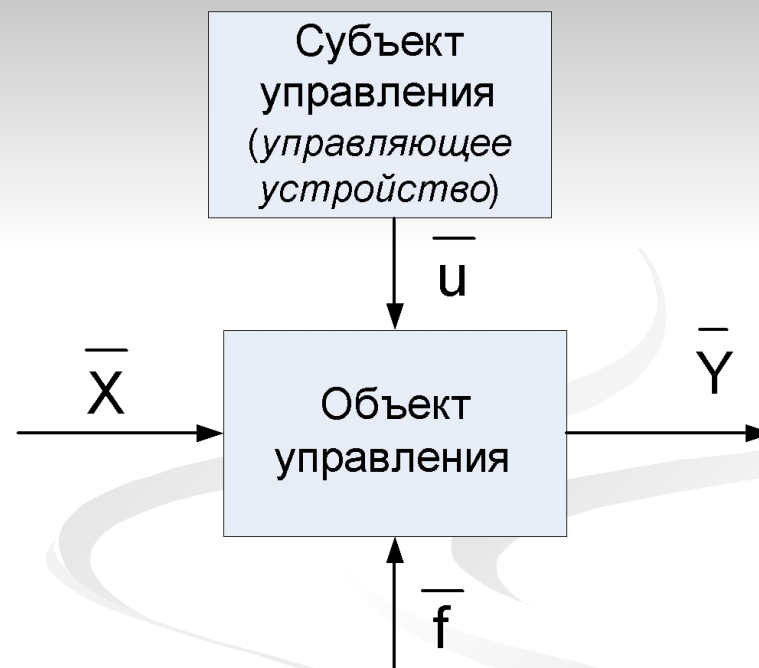 Субъект
управления
(управляющее
устройство)
u̅
X̅
Y̅
Объект
управления
f̅